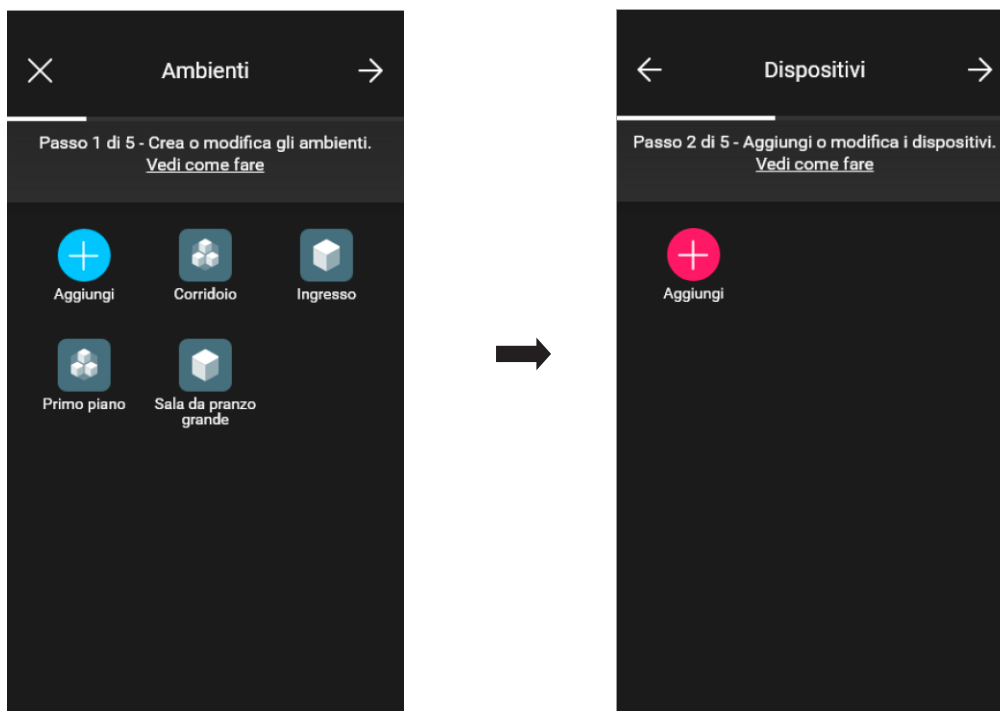 Ambienti
Passo 1 di 5 - Crea o modifica gli ambienti.
Vedi come fare
Aggiungi
Corridoio
Ingresso
Primo piano
Sala da pranzo
grande
Dispositivi
Passo 2 di 5 - Aggiungi o modifica i dispositivi.
Vedi come fare
Aggiungi